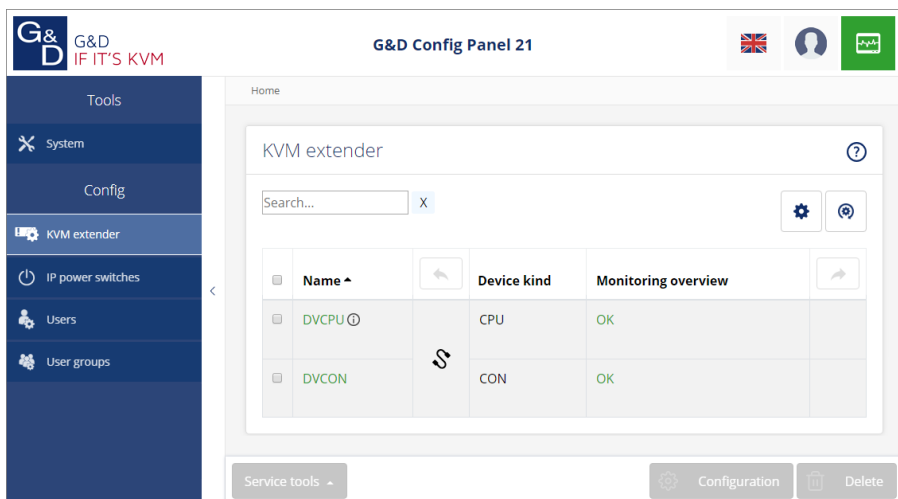 G&D
G&D
IF IT'S KVM
G&D Config Panel 21
Tools
System
Config
KVM extender
IP power switches
Users
User groups
Home
KVM extender
Search...
X
Name
Device kind
Monitoring overview
DVCPU
CPU
OK
DVCON
CON
OK
Service tools
Configuration
Delete